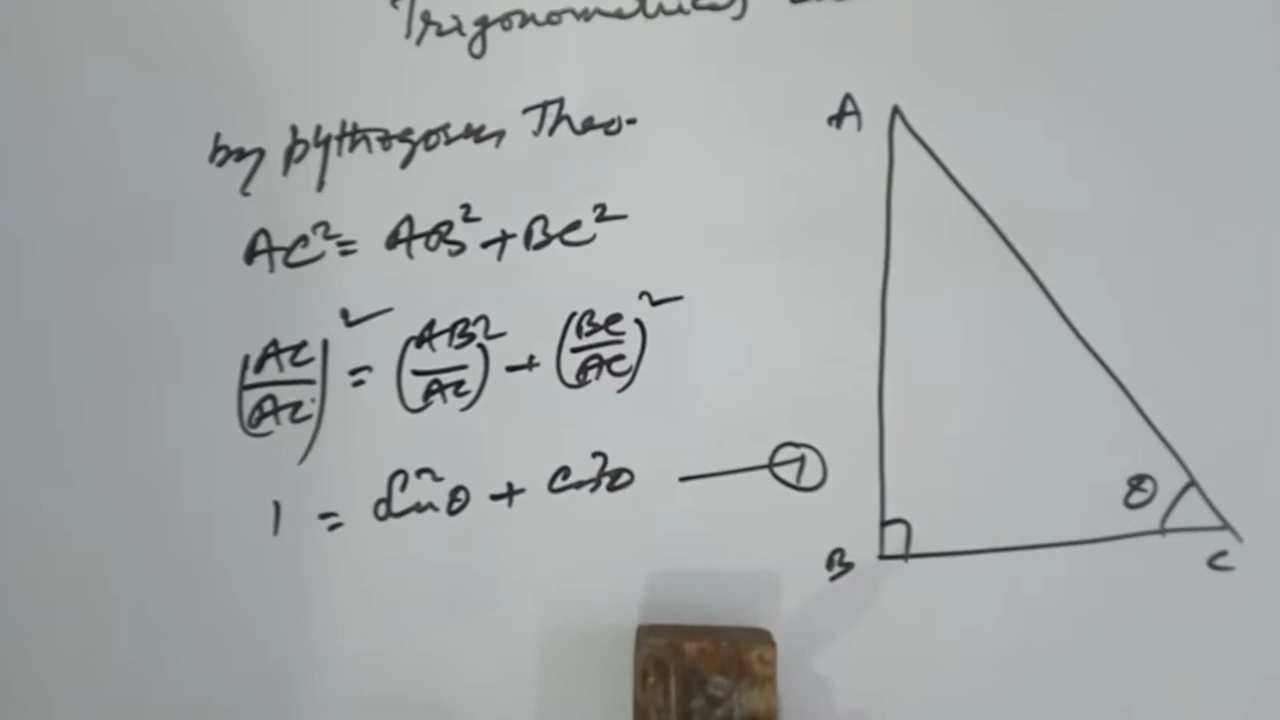 Trigonometrical
by pythagoras Theo.
AC² = AB² + BC²
(AC/AC)² = (AB/AC)² + (BC/AC)²
1 = sin²θ + cos²θ — ①
A
θ
B
C